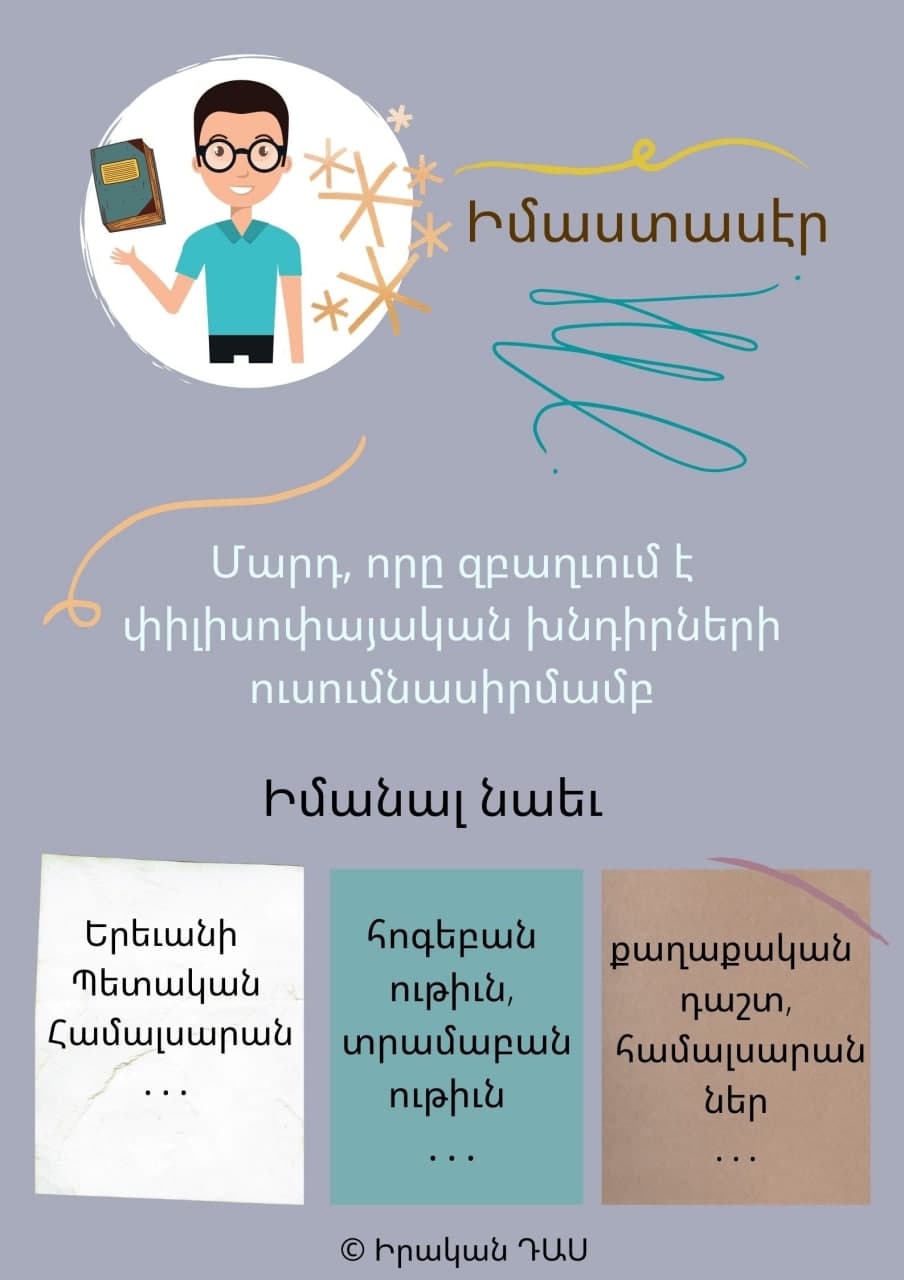 Իմաստասէր
Մարդ, որը զբաղւում է
փիլիսոփայական խնդիրների
ուսումնասիրմամբ
Իմանալ նաեւ
Երեւանի
Պետական
Համալսարան
. . .
հոգեբան
ութիւն,
տրամաբան
ութիւն
. . .
քաղաքական
դաշտ,
համալսարան
ներ
. . .
© Իրական ԴԱՍ